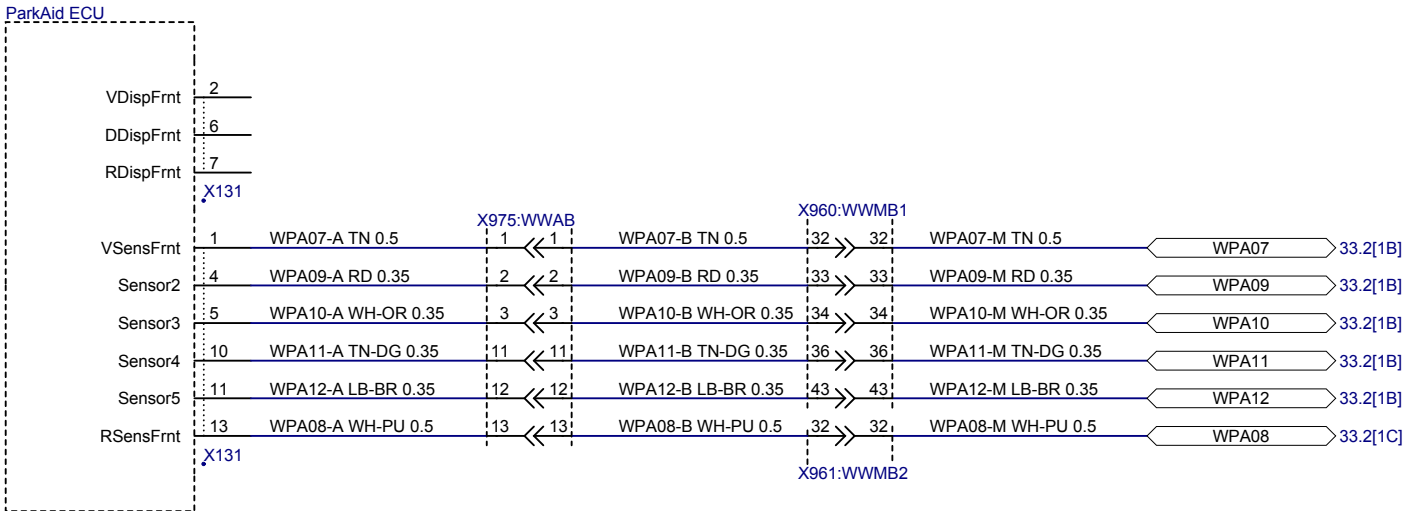 ParkAid ECU
VDispFrnt 2
DDispFrnt 6
RDispFrnt 7
X131
X975:WWAB X960:WWMB1
VSensFrnt 1 WPA07-A TN 0.5 1 1 WPA07-B TN 0.5 32 32 WPA07-M TN 0.5 WPA07 33.2[1B]
Sensor2 4 WPA09-A RD 0.35 2 2 WPA09-B RD 0.35 33 33 WPA09-M RD 0.35 WPA09 33.2[1B]
Sensor3 5 WPA10-A WH-OR 0.35 3 3 WPA10-B WH-OR 0.35 34 34 WPA10-M WH-OR 0.35 WPA10 33.2[1B]
Sensor4 10 WPA11-A TN-DG 0.35 11 11 WPA11-B TN-DG 0.35 36 36 WPA11-M TN-DG 0.35 WPA11 33.2[1B]
Sensor5 11 WPA12-A LB-BR 0.35 12 12 WPA12-B LB-BR 0.35 43 43 WPA12-M LB-BR 0.35 WPA12 33.2[1B]
RSensFrnt 13 WPA08-A WH-PU 0.5 13 13 WPA08-B WH-PU 0.5 32 32 WPA08-M WH-PU 0.5 WPA08 33.2[1C]
X131 X961:WWMB2